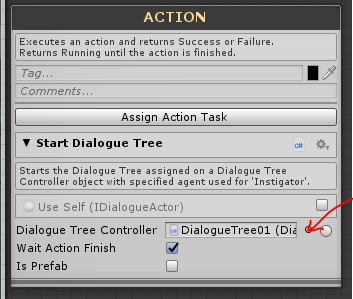 ACTION
Executes an action and returns Success or Failure.
Returns Running until the action is finished.
Tag...
Comments...
Assign Action Task
▼ Start Dialogue Tree
C#
Starts the Dialogue Tree assigned on a Dialogue Tree
Controller object with specified agent used for 'Instigator'.
Use Self (IDialogueActor)
Dialogue Tree Controller DialogueTree01 (Dia
Wait Action Finish
Is Prefab